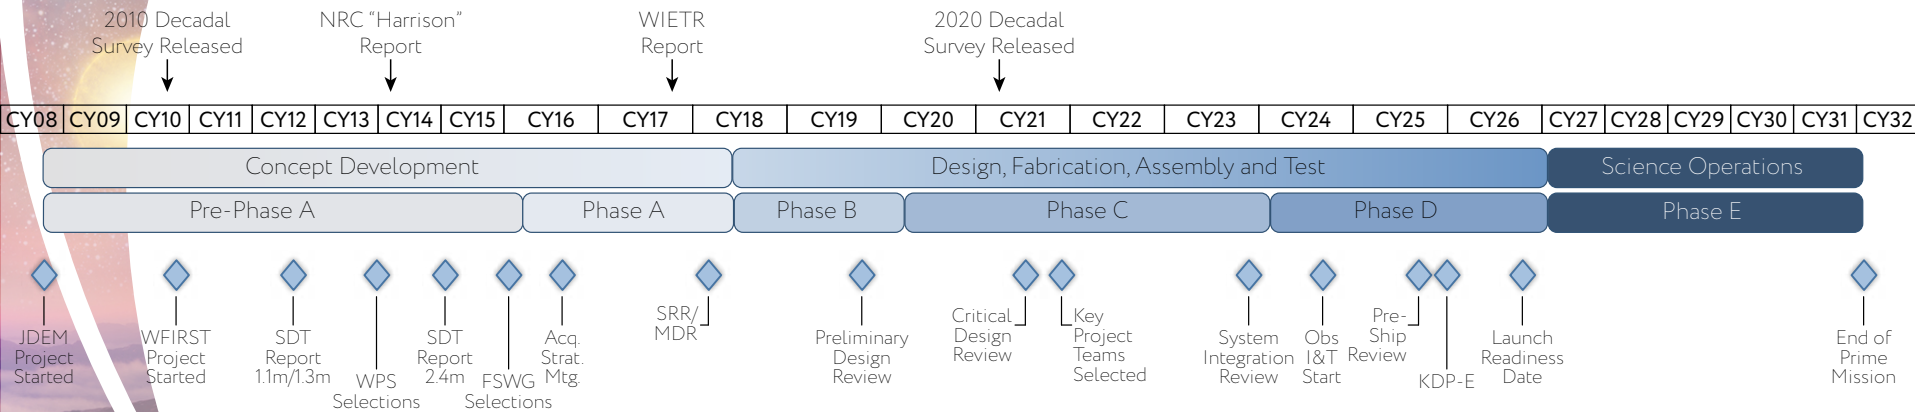 2010 Decadal
Survey Released
NRC “Harrison”
Report
WIETR
Report
2020 Decadal
Survey Released
CY08 CY09 CY10 CY11 CY12 CY13 CY14 CY15 CY16 CY17 CY18 CY19 CY20 CY21 CY22 CY23 CY24 CY25 CY26 CY27 CY28 CY29 CY30 CY31 CY32
Concept Development
Design, Fabrication, Assembly and Test
Science Operations
Pre-Phase A
Phase A
Phase B
Phase C
Phase D
Phase E
JDEM
Project
Started
WFIRST
Project
Started
SDT
Report
1.1m/1.3m
WPS
Selections
SDT
Report
2.4m
FSWG
Selections
Acq.
Strat.
Mtg.
SRR/
MDR
Preliminary
Design
Review
Critical
Design
Review
Key
Project
Teams
Selected
System
Integration
Review
Obs
I&T
Start
Pre-
Ship
Review
KDP-E
Launch
Readiness
Date
End of
Prime
Mission